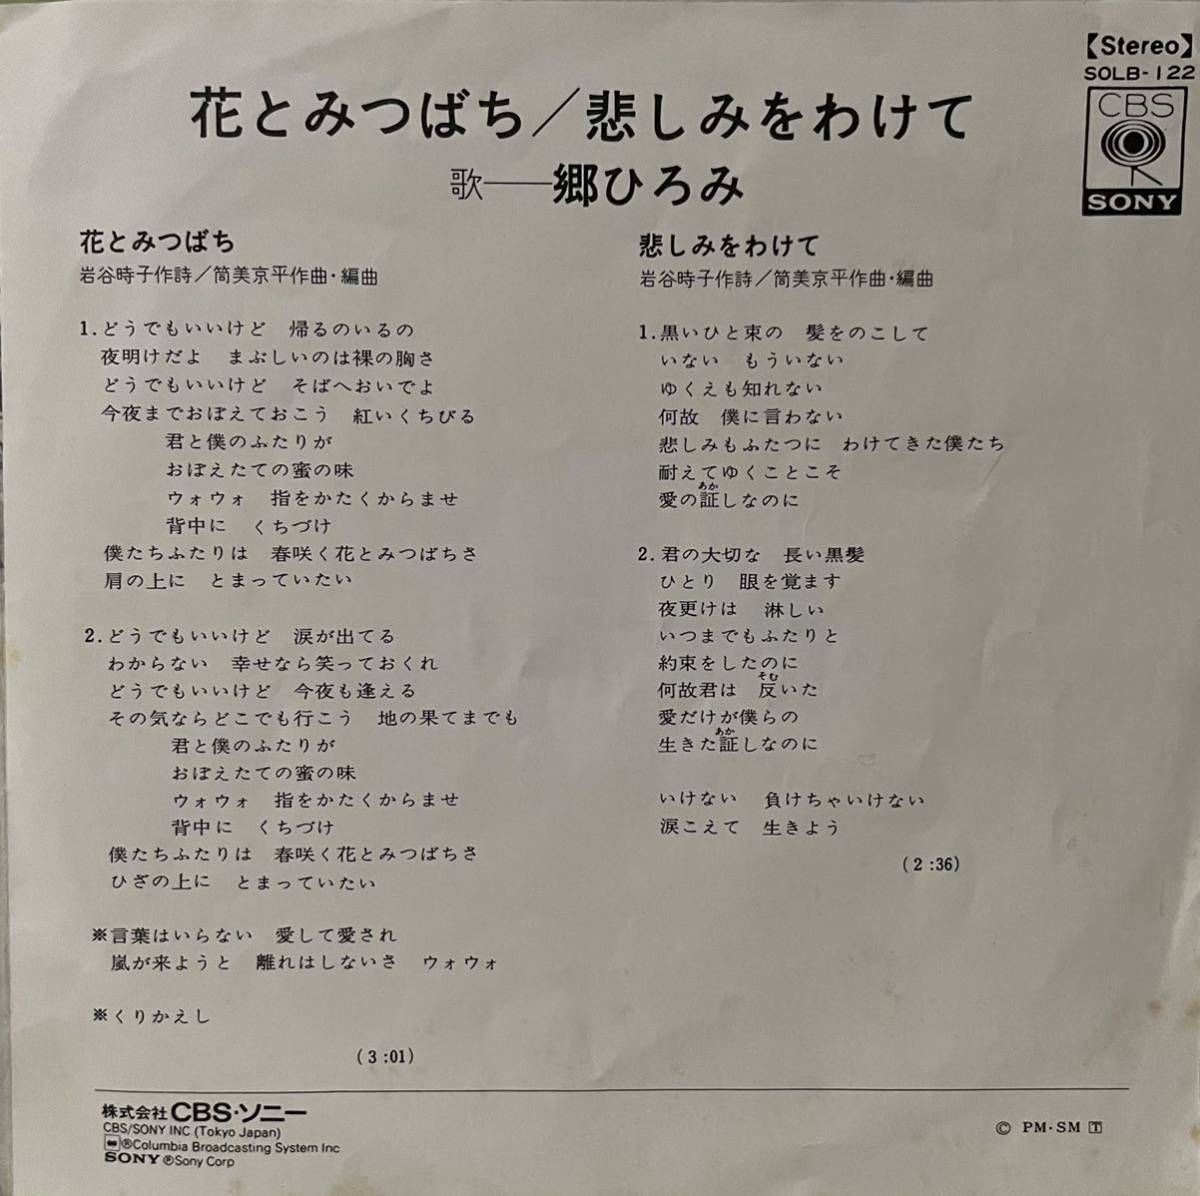 【Stereo】
SOLB-122
CBS
SONY
花とみつばち／悲しみをわけて
歌──郷ひろみ
花とみつばち
岩谷時子作詩／筒美京平作曲・編曲
1.どうでもいいけど　帰るのいるの
夜明けだよ　まぶしいのは裸の胸さ
どうでもいいけど　そばへおいでよ
今夜までおぼえておこう　紅いくちびる
君と僕のふたりが
おぼえたての蜜の味
ウォウォ　指をかたくからませ
背中に　くちづけ
僕たちふたりは　春咲く花とみつばちさ
肩の上に　とまっていたい
2.どうでもいいけど　涙が出てる
わからない　幸せなら笑っておくれ
どうでもいいけど　今夜も逢える
その気ならどこでも行こう　地の果てまでも
君と僕のふたりが
おぼえたての蜜の味
ウォウォ　指をかたくからませ
背中に　くちづけ
僕たちふたりは　春咲く花とみつばちさ
ひざの上に　とまっていたい
※言葉はいらない　愛して愛され
嵐が来ようと　離れはしないさ　ウォウォ
※くりかえし
(3:01)
悲しみをわけて
岩谷時子作詩／筒美京平作曲・編曲
1.黒いひと束の　髪をのこして
いない　もういない
ゆくえも知れない
何故　僕に言わない
悲しみもふたつに　わけてきた僕たち
耐えてゆくことこそ
あか
愛の証しなのに
2.君の大切な　長い黒髪
ひとり　眼を覚ます
夜更けは　淋しい
いつまでもふたりと
約束をしたのに
そむ
何故君は　反いた
愛だけが僕らの
あか
生きた証しなのに
いけない　負けちゃいけない
涙こえて　生きよう
(2:36)
株式会社 CBS・ソニー
CBS/SONY INC (Tokyo Japan)
®Columbia Broadcasting System Inc
SONY ®Sony Corp
© PM・SM T